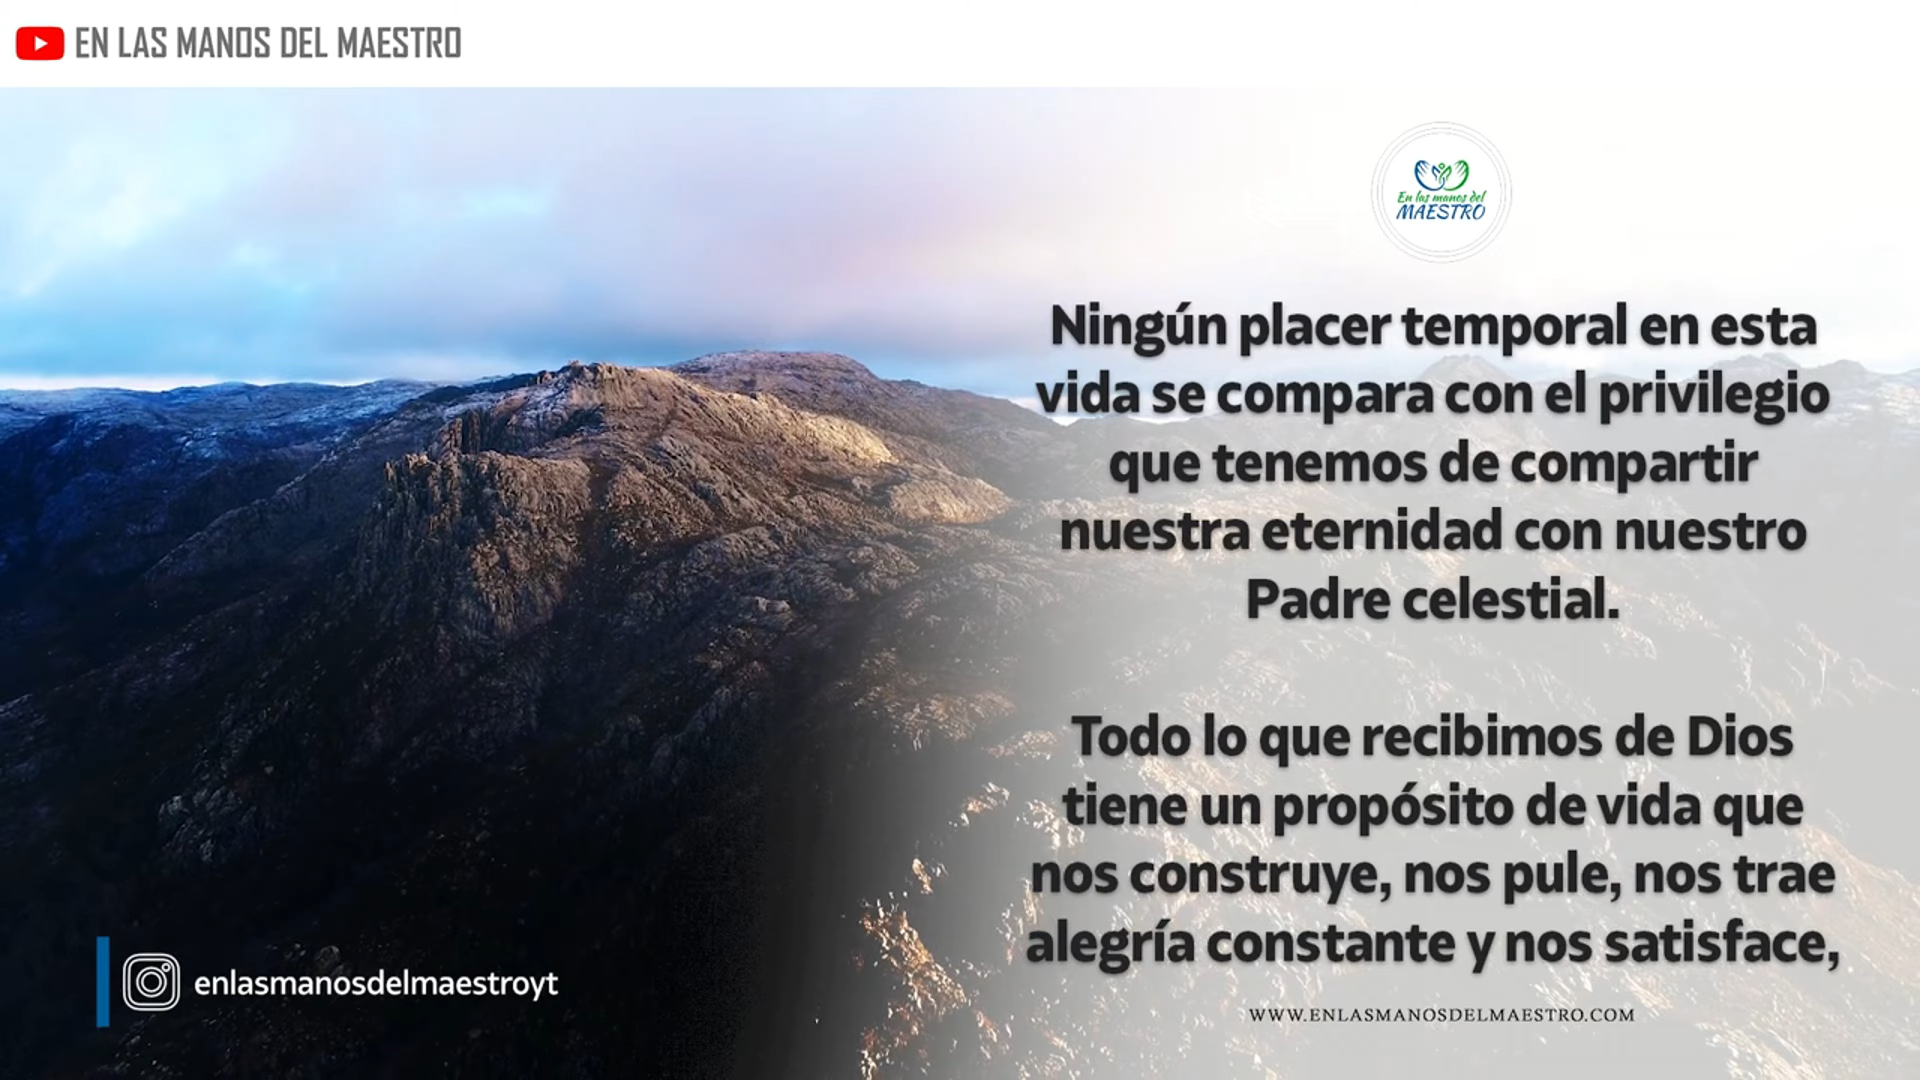 EN LAS MANOS DEL MAESTRO
En las manos del
MAESTRO
Ningún placer temporal en esta
vida se compara con el privilegio
que tenemos de compartir
nuestra eternidad con nuestro
Padre celestial.
Todo lo que recibimos de Dios
tiene un propósito de vida que
nos construye, nos pule, nos trae
alegría constante y nos satisface,
enlasmanosdelmaestroyt
WWW.ENLASMANOSDELMAESTRO.COM